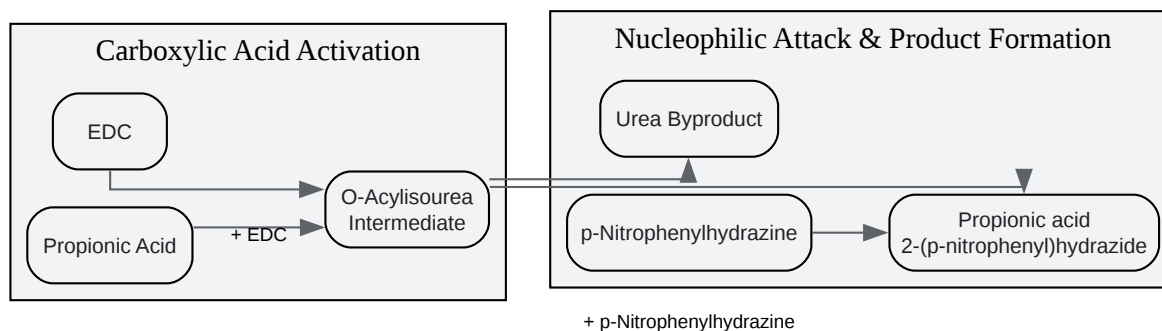 Carboxylic Acid Activation
EDC
Propionic Acid
+ EDC
O-Acylisourea
Intermediate
Nucleophilic Attack & Product Formation
Urea Byproduct
p-Nitrophenylhydrazine
Propionic acid
2-(p-nitrophenyl)hydrazide
+ p-Nitrophenylhydrazine